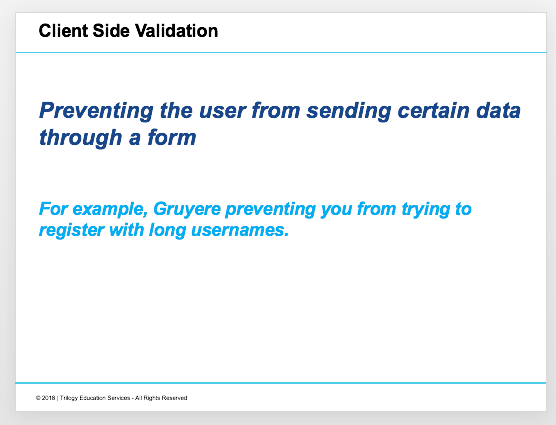 Client Side Validation
Preventing the user from sending certain data
through a form
For example, Gruyere preventing you from trying to
register with long usernames.
© 2018 | Trilogy Education Services - All Rights Reserved